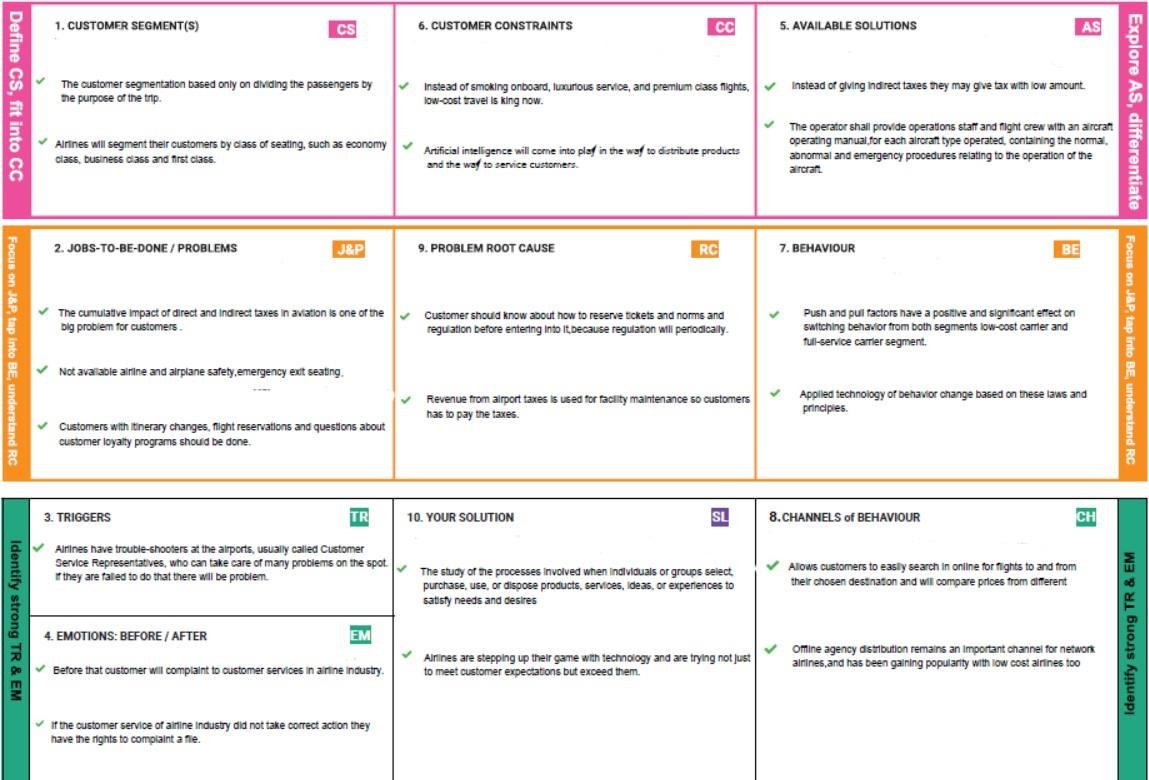 Define CS, fit into CC
1. CUSTOMER SEGMENT(S)
CS
The customer segmentation based only on dividing the passengers by
the purpose of the trip.
Airlines will segment their customers by class of seating, such as economy
class, business class and first class.
6. CUSTOMER CONSTRAINTS
CC
Instead of smoking onboard, luxurious service, and premium class flights,
low-cost travel is king now.
Artificial intelligence will come into play in the way to distribute products
and the way to service customers.
5. AVAILABLE SOLUTIONS
AS
Instead of giving indirect taxes they may give tax with low amount.
The operator shall provide operations staff and flight crew with an aircraft
operating manual,for each aircraft type operated, containing the normal,
abnormal and emergency procedures relating to the operation of the
aircraft.
Explore AS, differentiate
Focus on J&P, tap into BE, understand RC
2. JOBS-TO-BE-DONE / PROBLEMS
J&P
The cumulative impact of direct and indirect taxes in aviation is one of the
big problem for customers .
Not available airline and airplane safety,emergency exit seating.
Customers with itinerary changes, flight reservations and questions about
customer loyalty programs should be done.
9. PROBLEM ROOT CAUSE
RC
Customer should know about how to reserve tickets and norms and
regulation before entering into it,because regulation will periodically.
Revenue from airport taxes is used for facility maintenance so customers
has to pay the taxes.
7. BEHAVIOUR
BE
Push and pull factors have a positive and significant effect on
switching behavior from both segments low-cost carrier and
full-service carrier segment.
Applied technology of behavior change based on these laws and
principles.
Focus on J&P, tap into BE, understand RC
Identify strong TR & EM
3. TRIGGERS
TR
Airlines have trouble-shooters at the airports, usually called Customer
Service Representatives, who can take care of many problems on the spot.
If they are failed to do that there will be problem.
4. EMOTIONS: BEFORE / AFTER
EM
Before that customer will complaint to customer services in airline industry.
If the customer service of airline industry did not take correct action they
have the rights to complaint a file.
10. YOUR SOLUTION
SL
The study of the processes involved when individuals or groups select,
purchase, use, or dispose products, services, ideas, or experiences to
satisfy needs and desires
Airlines are stepping up their game with technology and are trying not just
to meet customer expectations but exceed them.
8.CHANNELS of BEHAVIOUR
CH
Allows customers to easily search in online for flights to and from
their chosen destination and will compare prices from different
Offline agency distribution remains an important channel for network
airlines,and has been gaining popularity with low cost airlines too
Identify strong TR & EM